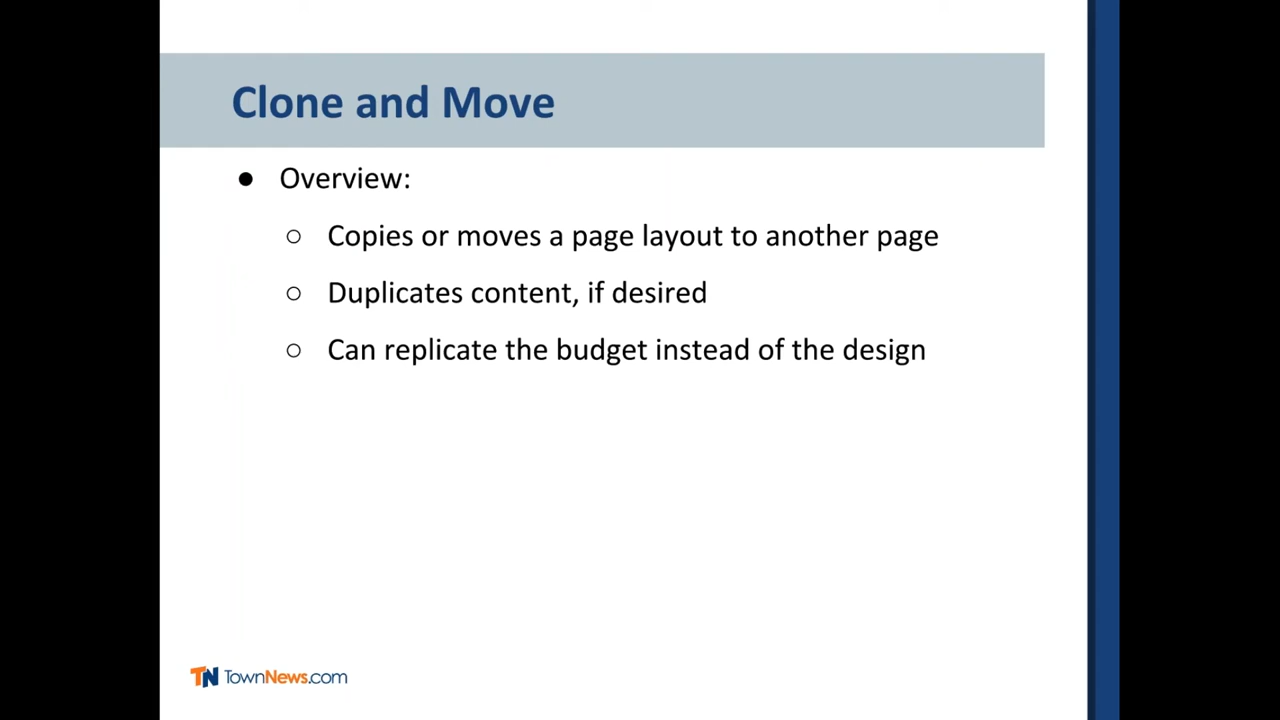 Clone and Move
● Overview:
○ Copies or moves a page layout to another page
○ Duplicates content, if desired
○ Can replicate the budget instead of the design
TN TownNews.com